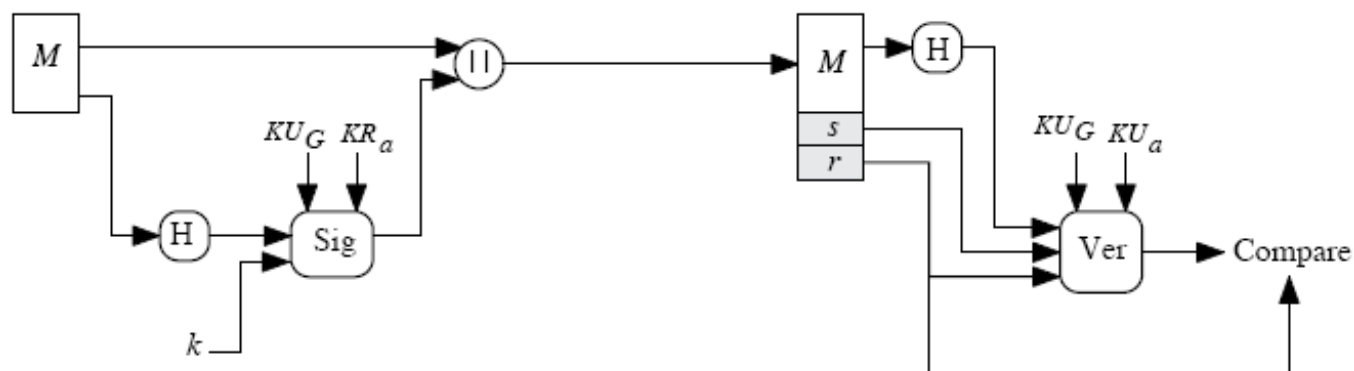 M
||
M
H
s
r
KU_G KR_a
KU_G KU_a
H
Sig
Ver
Compare
k